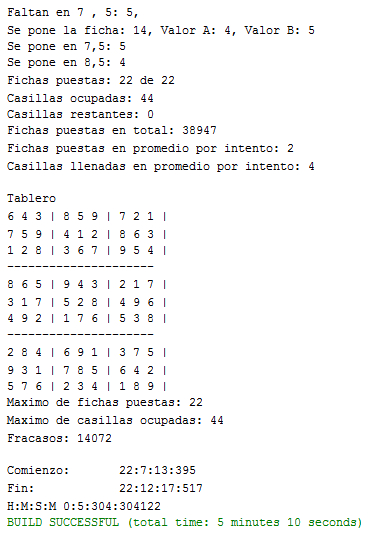 Faltan en 7 , 5: 5,
Se pone la ficha: 14, Valor A: 4, Valor B: 5
Se pone en 7,5: 5
Se pone en 8,5: 4
Fichas puestas: 22 de 22
Casillas ocupadas: 44
Casillas restantes: 0
Fichas puestas en total: 38947
Fichas puestas en promedio por intento: 2
Casillas llenadas en promedio por intento: 4
Tablero
6 4 3 | 8 5 9 | 7 2 1 |
7 5 9 | 4 1 2 | 8 6 3 |
1 2 8 | 3 6 7 | 9 5 4 |
---------------------
8 6 5 | 9 4 3 | 2 1 7 |
3 1 7 | 5 2 8 | 4 9 6 |
4 9 2 | 1 7 6 | 5 3 8 |
---------------------
2 8 4 | 6 9 1 | 3 7 5 |
9 3 1 | 7 8 5 | 6 4 2 |
5 7 6 | 2 3 4 | 1 8 9 |
Maximo de fichas puestas: 22
Maximo de casillas ocupadas: 44
Fracasos: 14072
Comienzo: 22:7:13:395
Fin: 22:12:17:517
H:M:S:M 0:5:304:304122
BUILD SUCCESSFUL (total time: 5 minutes 10 seconds)